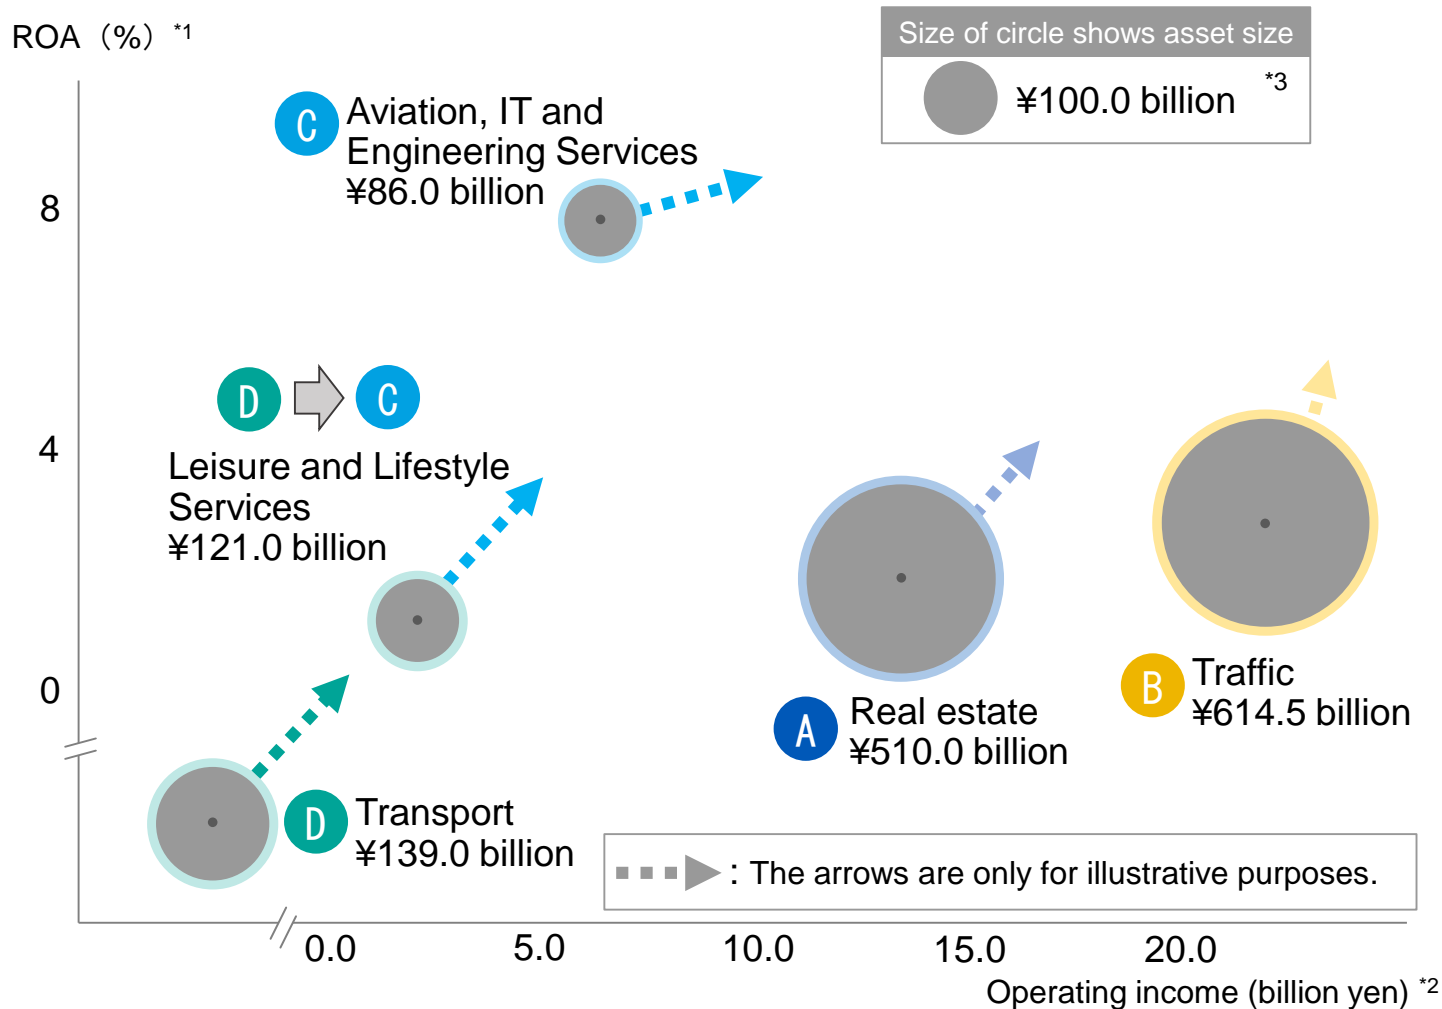 ROA（%）*1
Size of circle shows asset size
¥100.0 billion *3
C
Aviation, IT and
Engineering Services
¥86.0 billion
8
D
C
4
Leisure and Lifestyle
Services
¥121.0 billion
0
A
Real estate
¥510.0 billion
B
Traffic
¥614.5 billion
D
Transport
¥139.0 billion
: The arrows are only for illustrative purposes.
0.0
5.0
10.0
15.0
20.0
Operating income (billion yen) *2